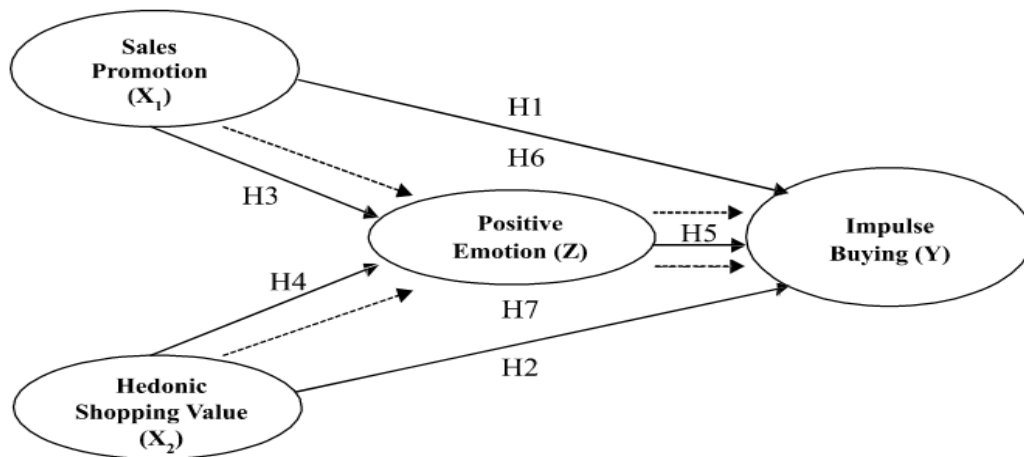 Sales
Promotion
(X₁)
H1
H6
H3
Positive
Emotion (Z)
H5
Impulse
Buying (Y)
H4
H7
H2
Hedonic
Shopping Value
(X₂)